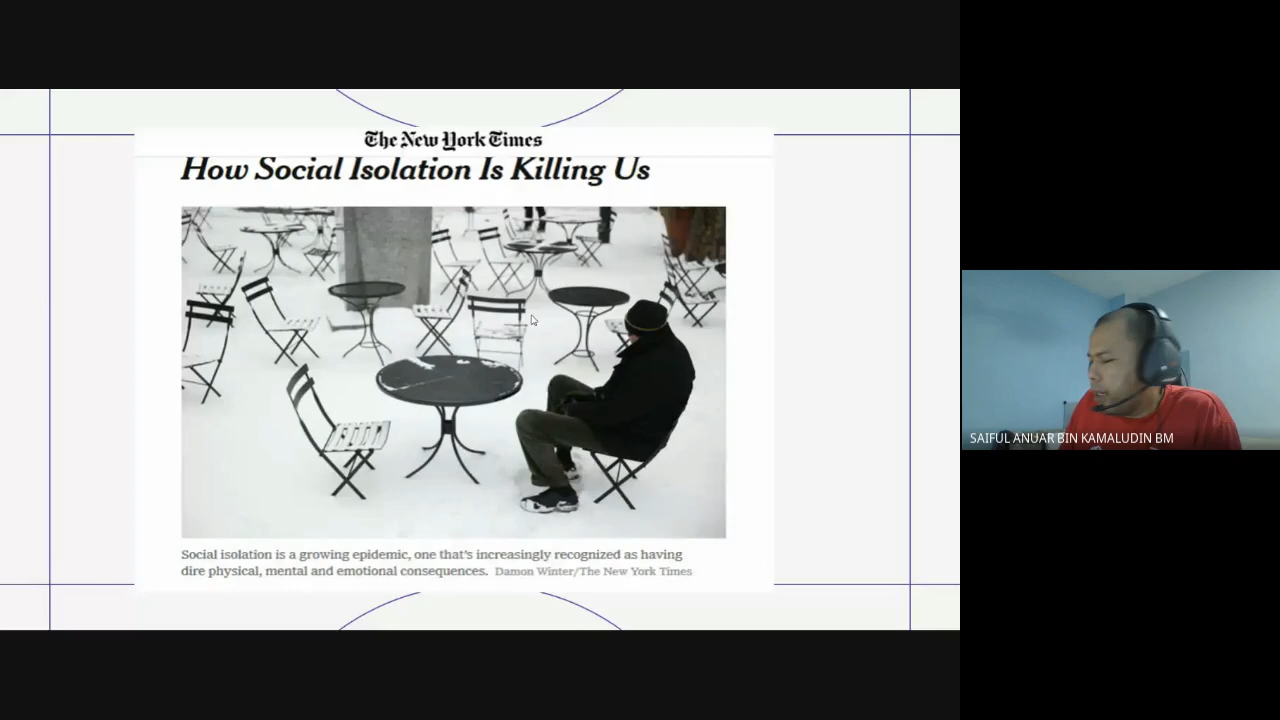 The New York Times
How Social Isolation Is Killing Us
Social isolation is a growing epidemic, one that's increasingly recognized as having
dire physical, mental and emotional consequences. Damon Winter/The New York Times
SAIFUL ANUAR BIN KAMALUDIN BM